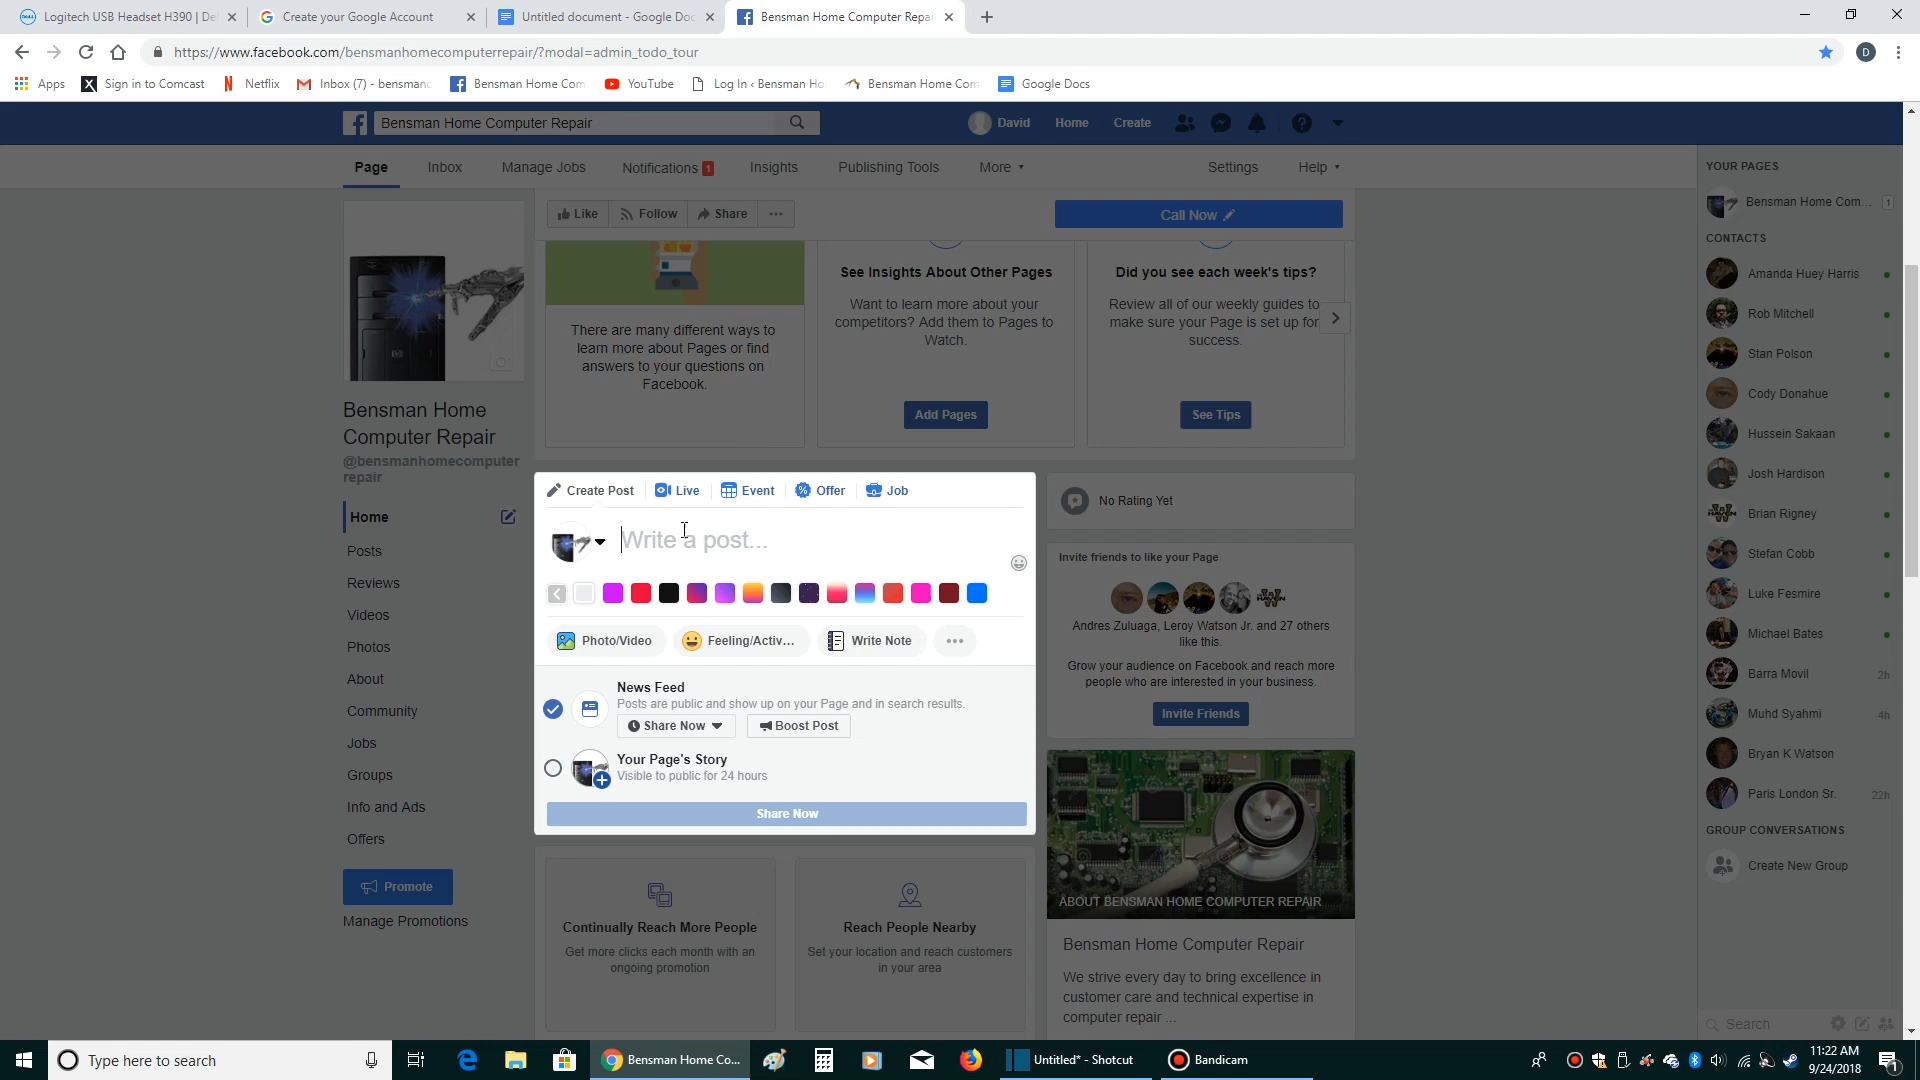 Logitech USB Headset H390 | De
Create your Google Account
Untitled document - Google Doc
Bensman Home Computer Repai
https://www.facebook.com/bensmanhomecomputerrepair/?modal=admin_todo_tour
D
Apps
Sign in to Comcast
Netflix
Inbox (7) - bensmanc
Bensman Home Com
YouTube
Log In ‹ Bensman Ho
Bensman Home Com
Google Docs
Bensman Home Computer Repair
David
Home
Create
Page
Inbox
Manage Jobs
Notifications 1
Insights
Publishing Tools
More
Settings
Help
Like
Follow
Share
Call Now
There are many different ways to
learn more about Pages or find
answers to your questions on
Facebook.
See Insights About Other Pages
Want to learn more about your
competitors? Add them to Pages to
Watch.
Add Pages
Did you see each week's tips?
Review all of our weekly guides to
make sure your Page is set up for
success.
See Tips
Bensman Home
Computer Repair
@bensmanhomecomputer
repair
Home
Posts
Reviews
Videos
Photos
About
Community
Jobs
Groups
Info and Ads
Offers
Promote
Manage Promotions
Create Post
Live
Event
Offer
Job
Write a post...
Photo/Video
Feeling/Activ...
Write Note
News Feed
Posts are public and show up on your Page and in search results.
Share Now
Boost Post
Your Page's Story
Visible to public for 24 hours
Share Now
Continually Reach More People
Get more clicks each month with an
ongoing promotion
Reach People Nearby
Set your location and reach customers
in your area
No Rating Yet
Invite friends to like your Page
Andres Zuluaga, Leroy Watson Jr. and 27 others
like this.
Grow your audience on Facebook and reach more
people who are interested in your business.
Invite Friends
ABOUT BENSMAN HOME COMPUTER REPAIR
Bensman Home Computer Repair
We strive every day to bring excellence in
customer care and technical expertise in
computer repair ...
YOUR PAGES
Bensman Home Com... 1
CONTACTS
Amanda Huey Harris
Rob Mitchell
Stan Polson
Cody Donahue
Hussein Sakaan
Josh Hardison
Brian Rigney
Stefan Cobb
Luke Fesmire
Michael Bates
Barra Movil 2h
Muhd Syahmi 4h
Bryan K Watson
Paris London Sr. 22h
GROUP CONVERSATIONS
Create New Group
Search
Type here to search
Bensman Home Co...
Untitled* - Shotcut
Bandicam
11:22 AM
9/24/2018
1